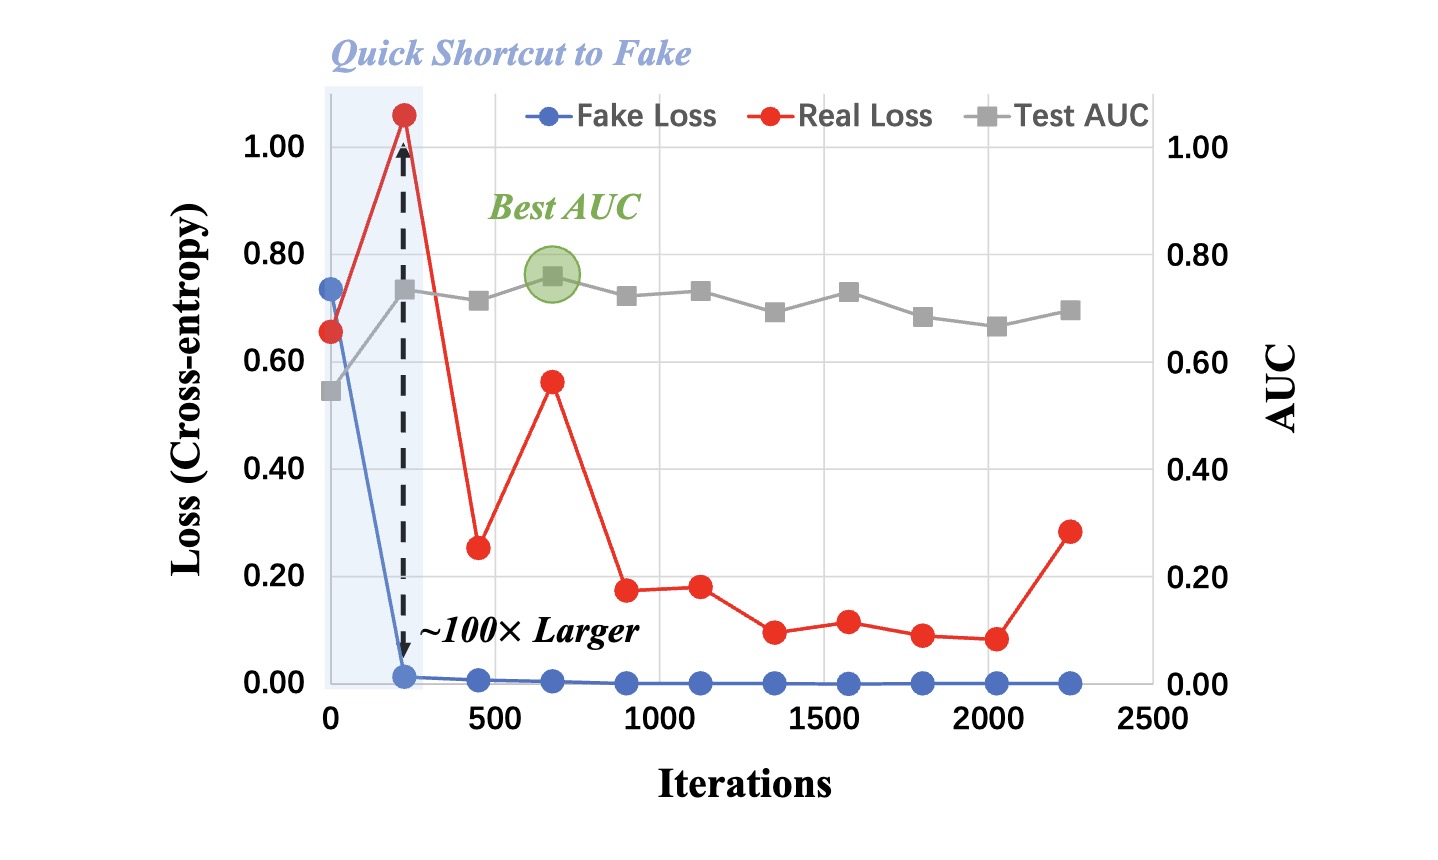 Quick Shortcut to Fake
Fake Loss Real Loss Test AUC
1.00 1.00
Best AUC
0.80 0.80
0.60 0.60
Loss (Cross-entropy)
AUC
0.40 0.40
0.20 0.20
~100× Larger
0.00 0.00
0 500 1000 1500 2000 2500
Iterations